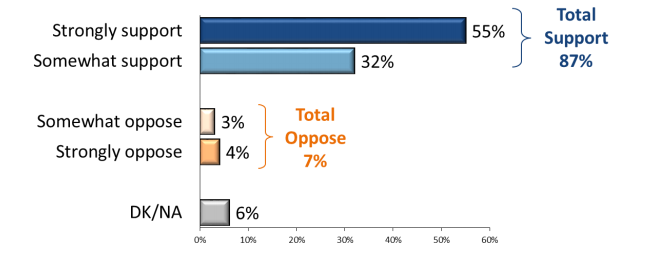 Strongly support 55%
Somewhat support 32%
Total
Support
87%
Somewhat oppose 3%
Strongly oppose 4%
Total
Oppose
7%
DK/NA 6%
0% 10% 20% 30% 40% 50% 60%